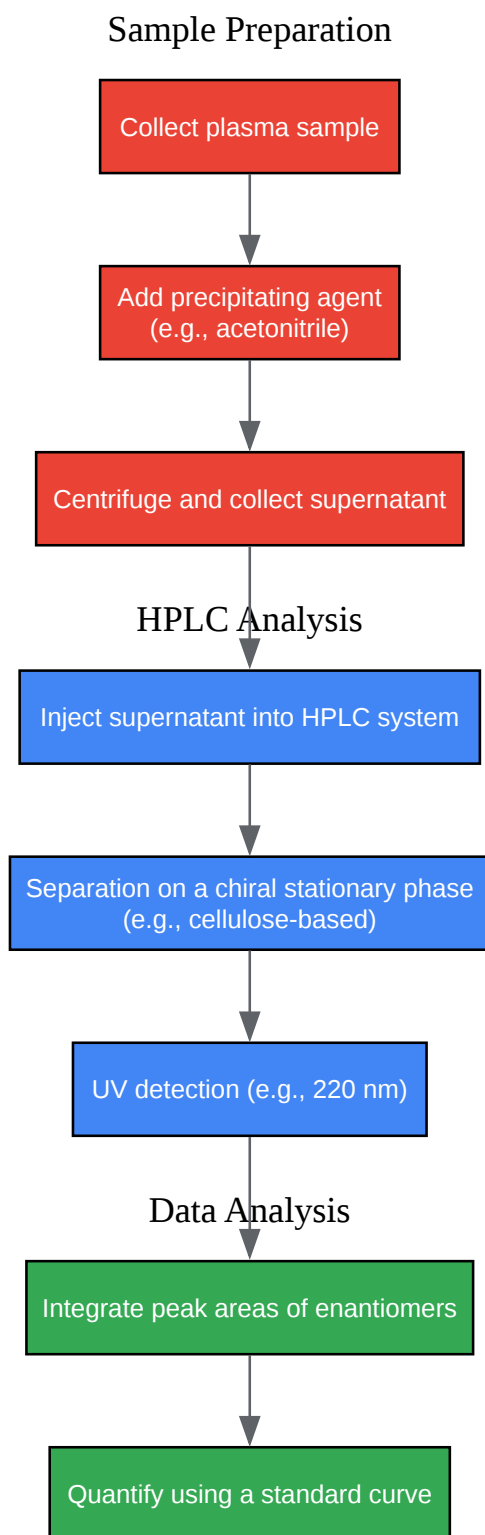 Sample Preparation
Collect plasma sample
Add precipitating agent
(e.g., acetonitrile)
Centrifuge and collect supernatant
HPLC Analysis
Inject supernatant into HPLC system
Separation on a chiral stationary phase
(e.g., cellulose-based)
UV detection (e.g., 220 nm)
Data Analysis
Integrate peak areas of enantiomers
Quantify using a standard curve